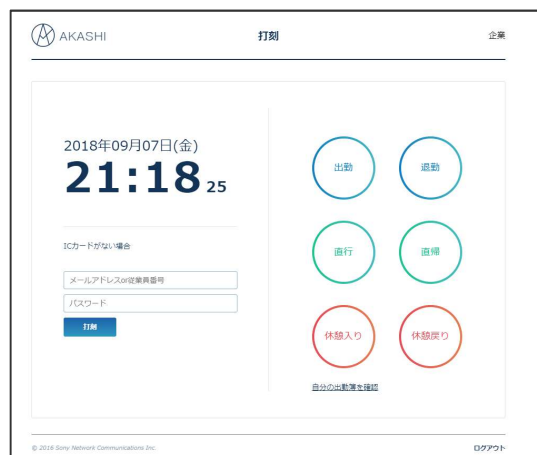 AKASHI
打刻
企業
2018年09月07日(金)
21:18 25
ICカードがない場合
メールアドレスor従業員番号
パスワード
打刻
出勤
退勤
直行
直帰
休憩入り
休憩戻り
自分の出勤簿を確認
© 2016 Sony Network Communications Inc.
ログアウト